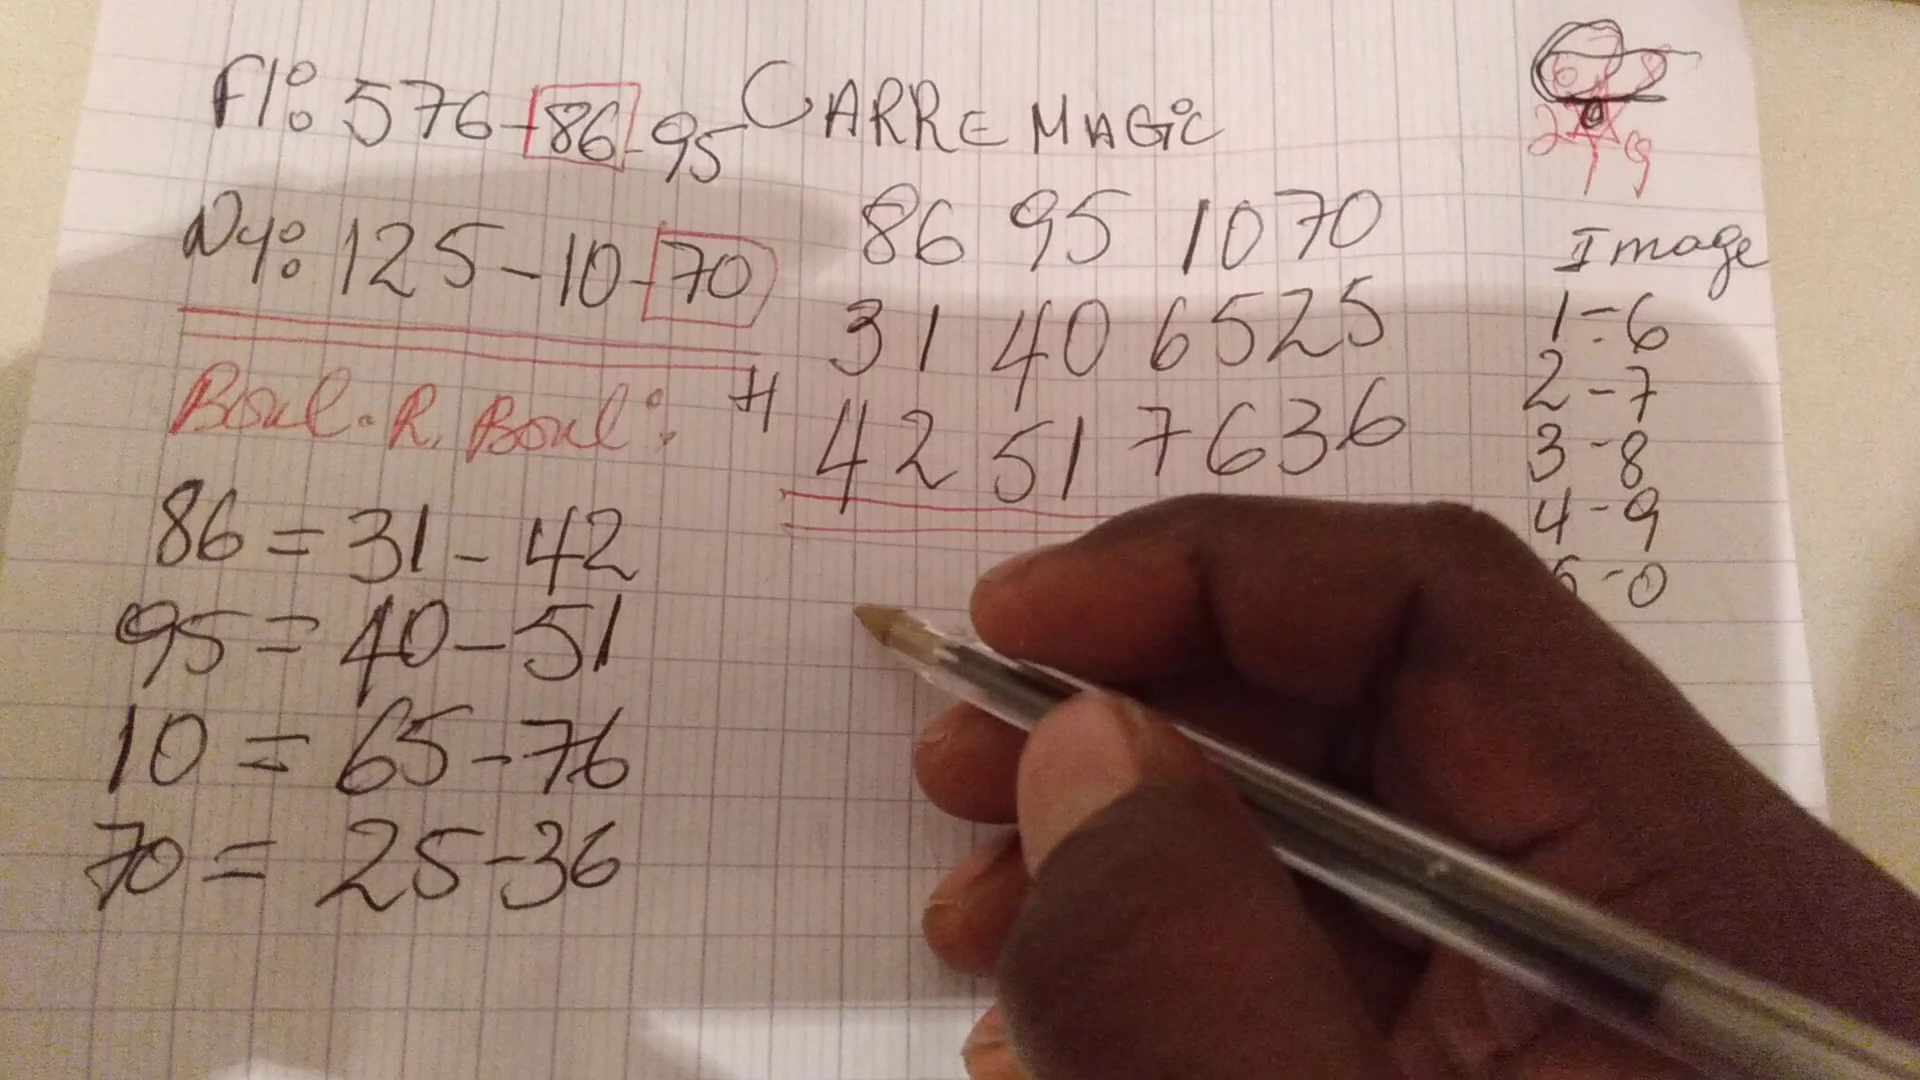 Fl: 576-86-95
Ny: 125-10-70
Boul. R. Boul:
86 = 31 - 42
95 = 40 - 51
10 = 65 - 76
70 = 25 - 36
CARRE MAGIC
86 95 10 70
31 40 65 25
42 51 76 36
Image
1-6
2-7
3-8
4-9
5-0